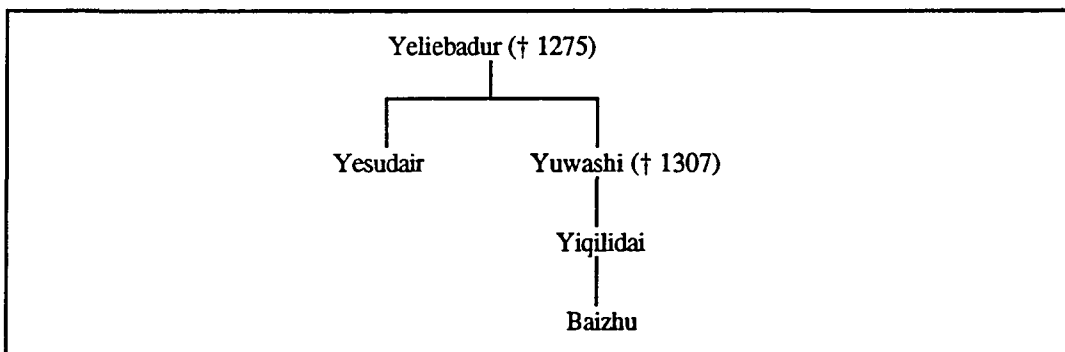 Yeliebadur († 1275)
Yesudair Yuwashi († 1307)
Yiqilidai
Baizhu